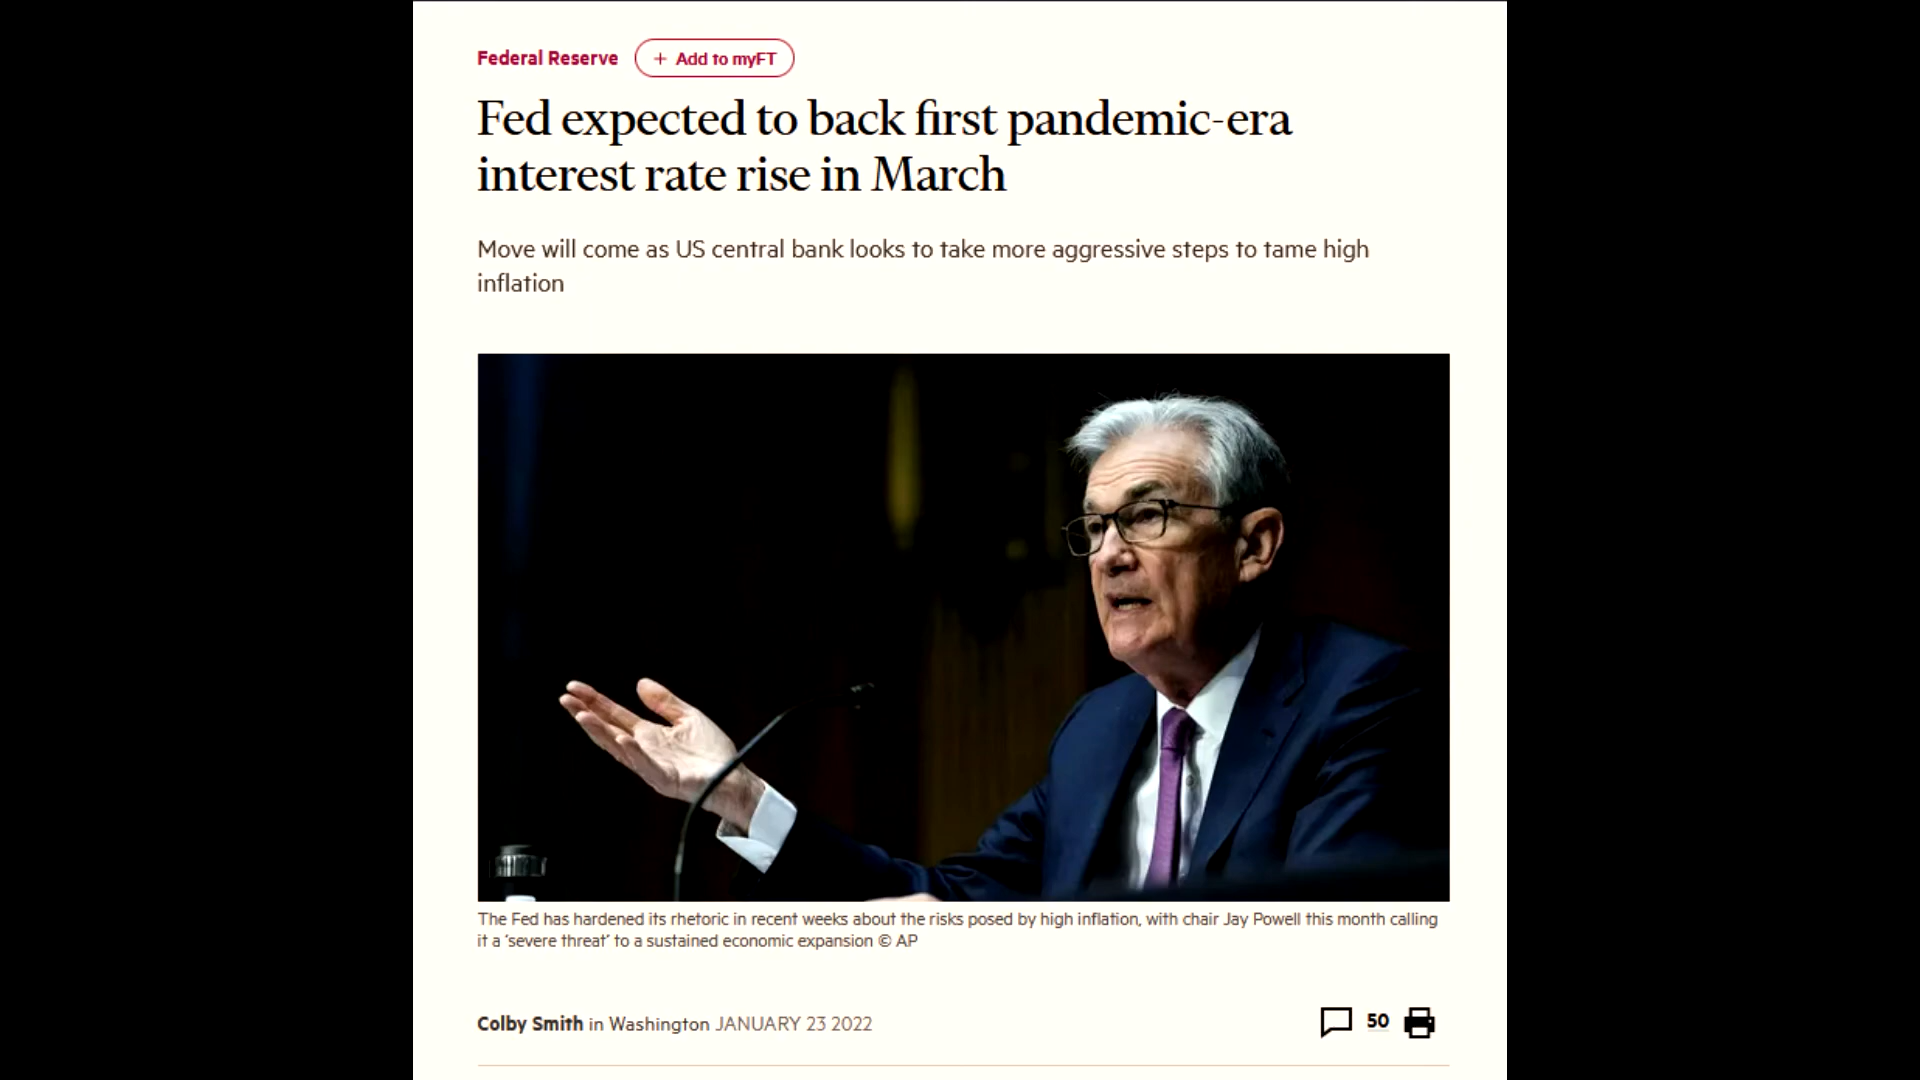 Federal Reserve + Add to myFT
Fed expected to back first pandemic-era
interest rate rise in March
Move will come as US central bank looks to take more aggressive steps to tame high
inflation
The Fed has hardened its rhetoric in recent weeks about the risks posed by high inflation, with chair Jay Powell this month calling
it a ‘severe threat’ to a sustained economic expansion © AP
Colby Smith in Washington JANUARY 23 2022 50